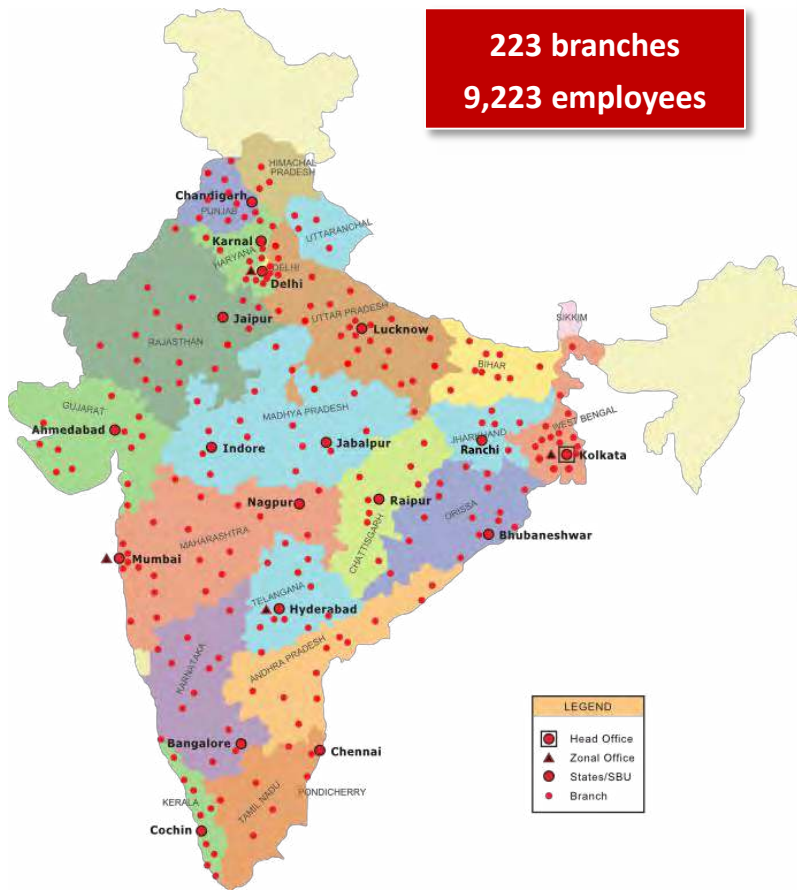 223 branches
9,223 employees
HIMACHAL
PRADESH
Chandigarh
PUNJAB
UTTARANCHAL
Karnal
HARYANA
DELHI
Delhi
Jaipur
UTTAR PRADESH
Lucknow
SIKKIM
RAJASTHAN
BIHAR
GUJARAT
MADHYA PRADESH
WEST BENGAL
Ahmedabad
JHARKHAND
Indore
Jabalpur
Ranchi
Kolkata
Nagpur
Raipur
ORISSA
MAHARASHTRA
CHATTISGARH
Bhubaneshwar
Mumbai
TELANGANA
Hyderabad
ANDHRA PRADESH
KARNATAKA
LEGEND
Head Office
Zonal Office
States/SBU
Branch
Bangalore
Chennai
PONDICHERRY
KERALA
TAMIL NADU
Cochin